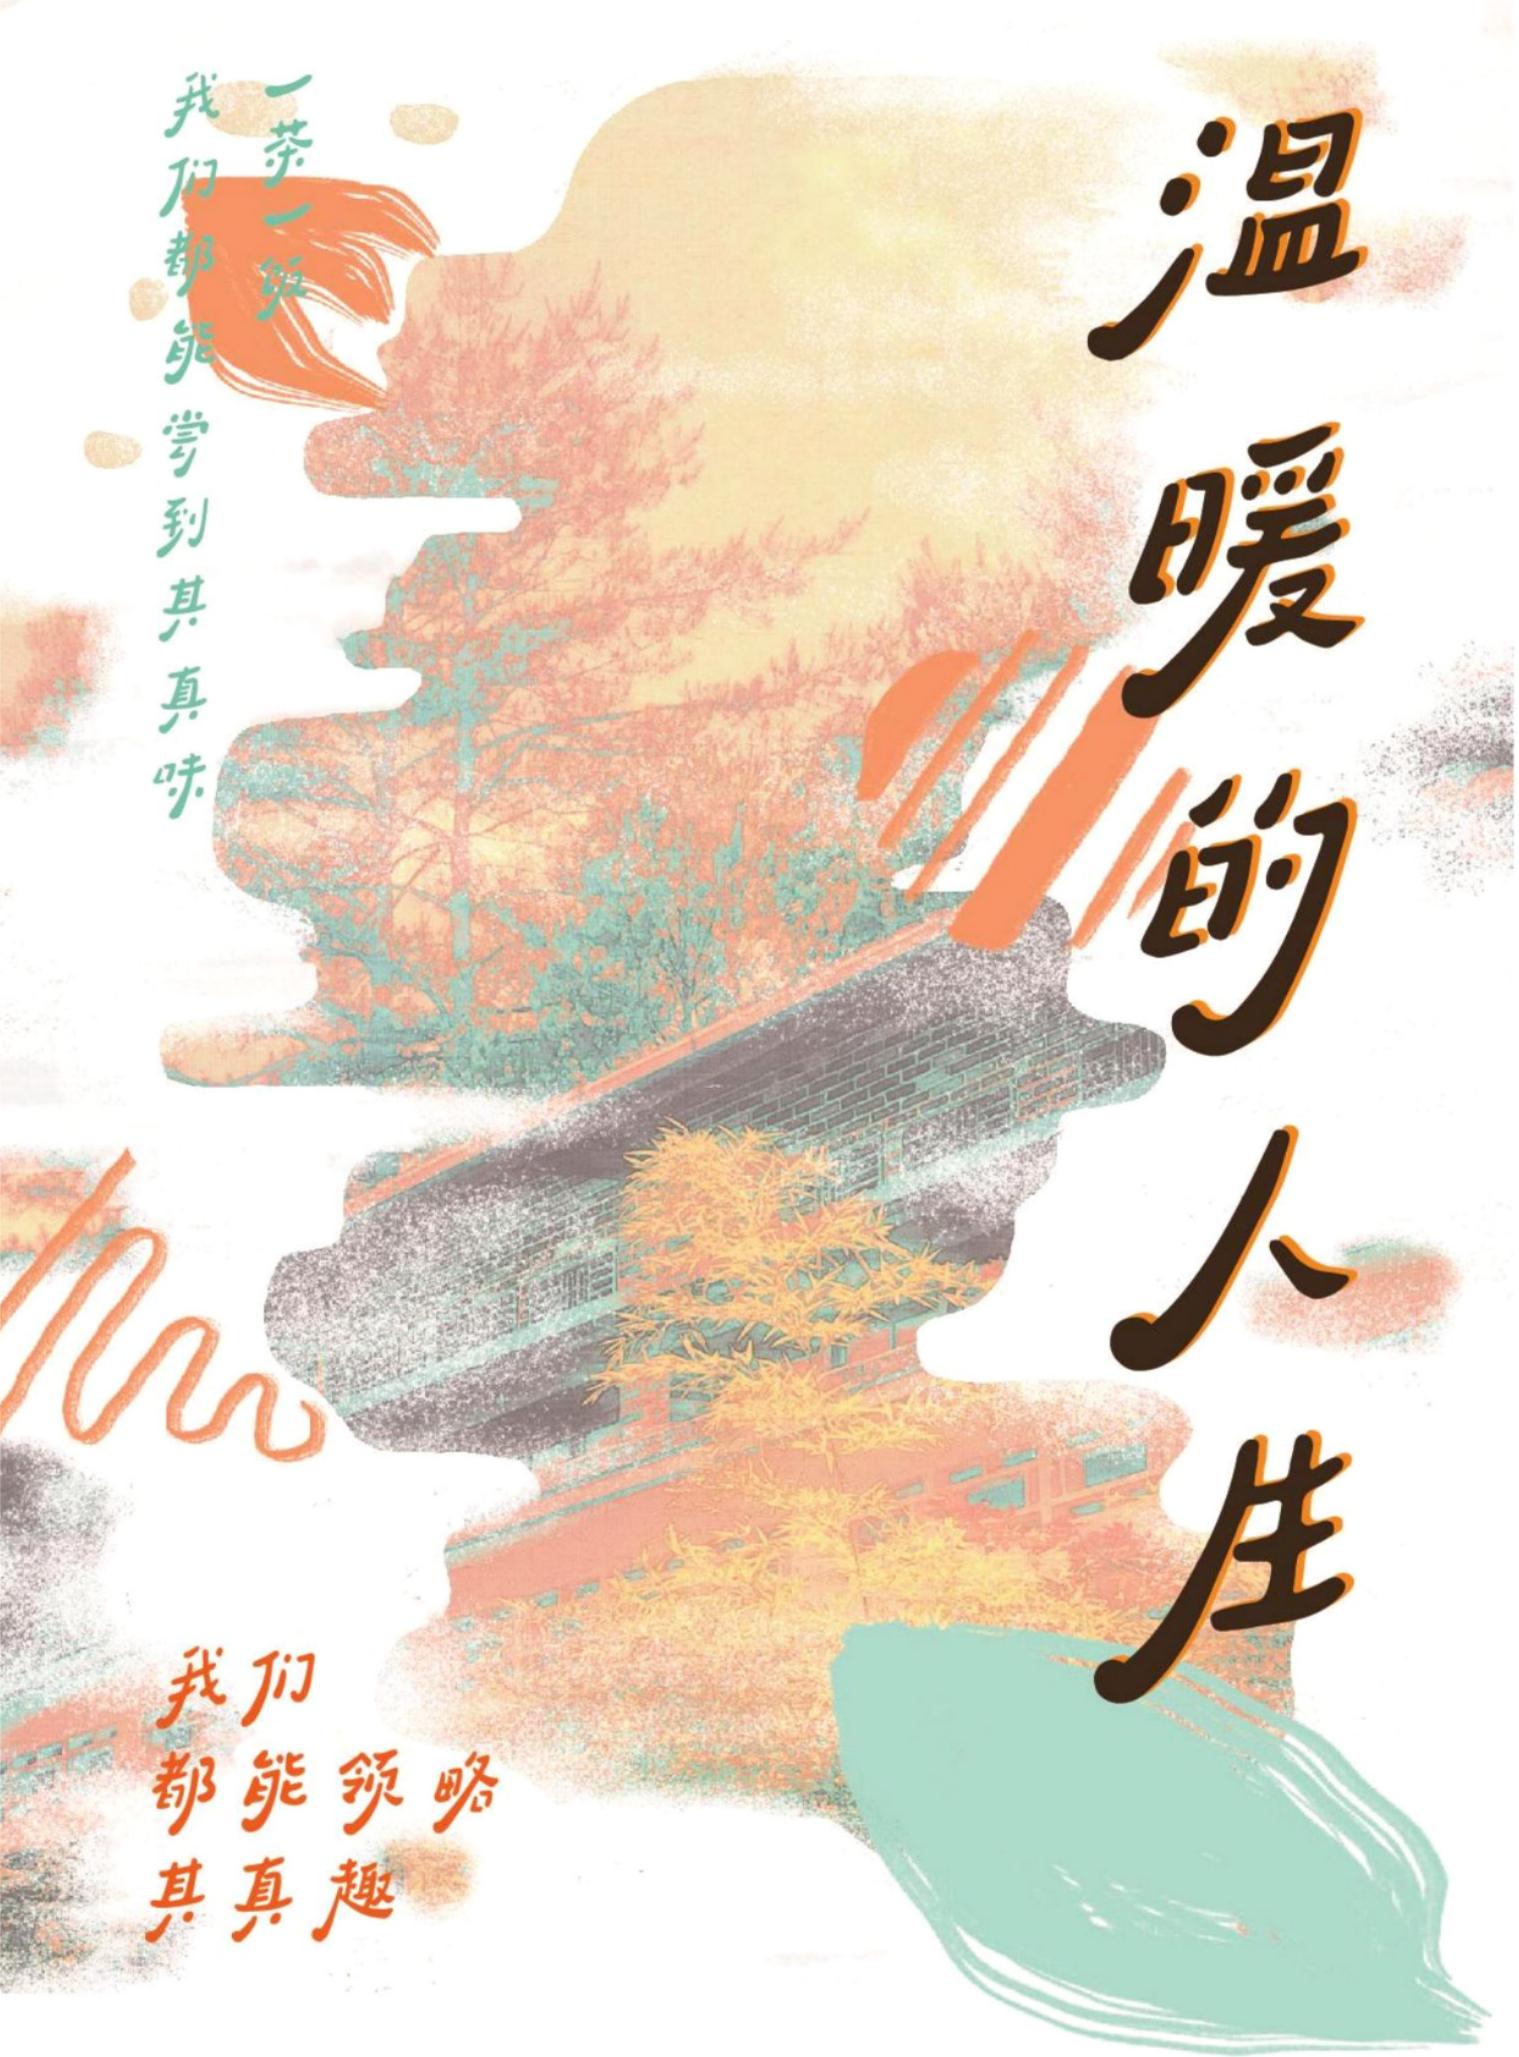 温暖的人生
一茶一饭
我们都能尝到其真味
我们
都能领略
其真趣